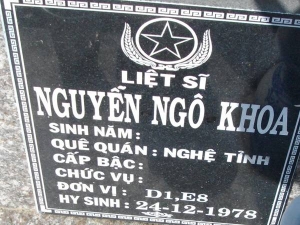 LIỆT SĨ
NGUYỄN NGÔ KHOA
SINH NĂM:
QUÊ QUÁN: NGHỆ TĨNH
CẤP BẬC:
CHỨC VỤ:
ĐƠN VỊ: D1,E8
HY SINH: 24-12-1978